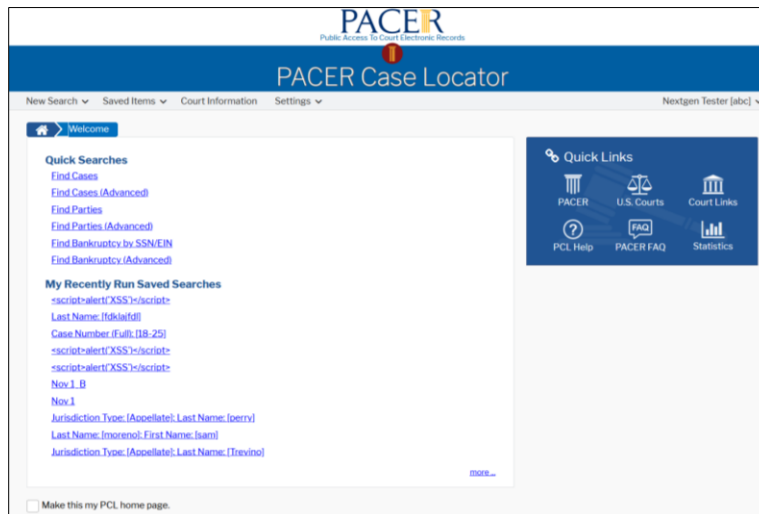 PACER
Public Access To Court Electronic Records
PACER Case Locator
New Search Saved Items Court Information Settings Nextgen Tester [abc]
Welcome
Quick Searches
Find Cases
Find Cases (Advanced)
Find Parties
Find Parties (Advanced)
Find Bankruptcy by SSN/EIN
Find Bankruptcy (Advanced)
My Recently Run Saved Searches
<script>alert('XSS')</script>
Last Name: [fdklajfdl]
Case Number (Full): [18-25]
<script>alert('XSS')</script>
<script>alert('XSS')</script>
Nov 1 B
Nov 1
Jurisdiction Type: [Appellate]; Last Name: [perry]
Last Name: [moreno]; First Name: [sam]
Jurisdiction Type: [Appellate]; Last Name: [Trevino]
more ...
Make this my PCL home page.
Quick Links
PACER U.S. Courts Court Links
FAQ
PCL Help PACER FAQ Statistics